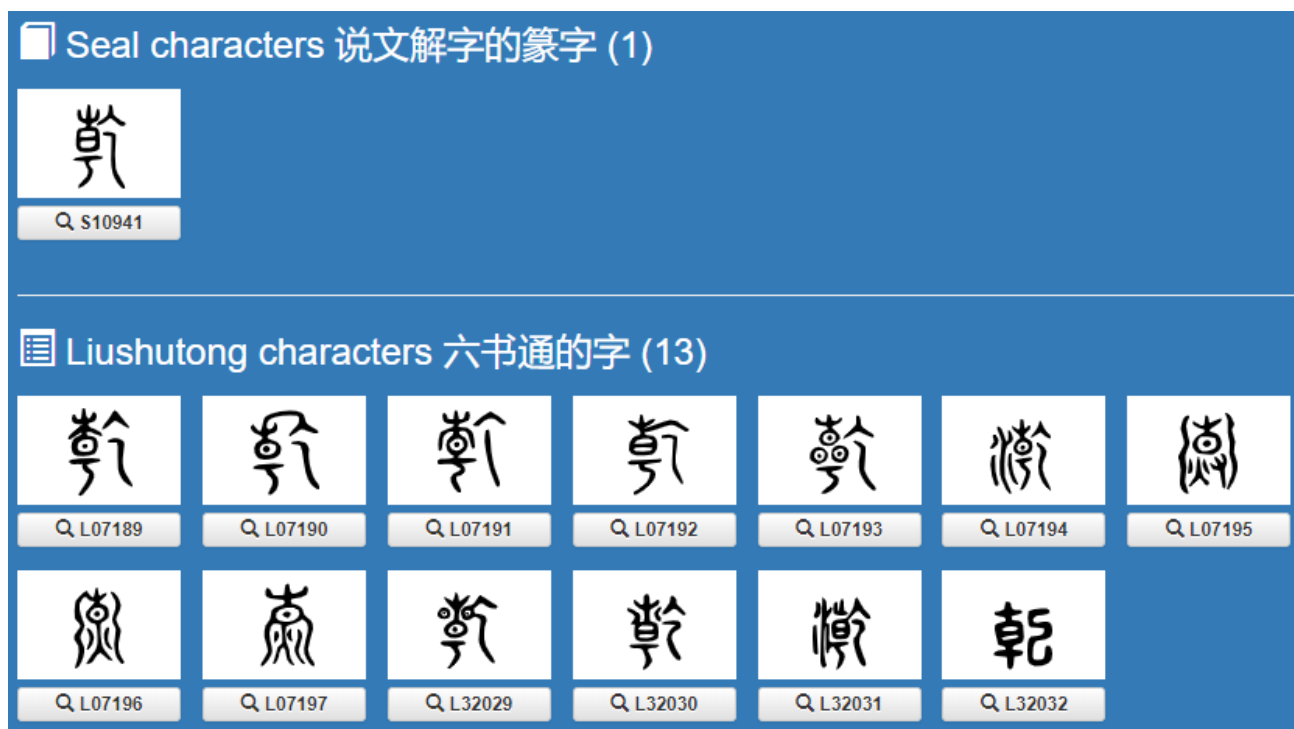 Seal characters 说文解字的篆字 (1)
S10941
Liushutong characters 六书通的字 (13)
L07189 L07190 L07191 L07192 L07193 L07194 L07195
L07196 L07197 L32029 L32030 L32031 L32032